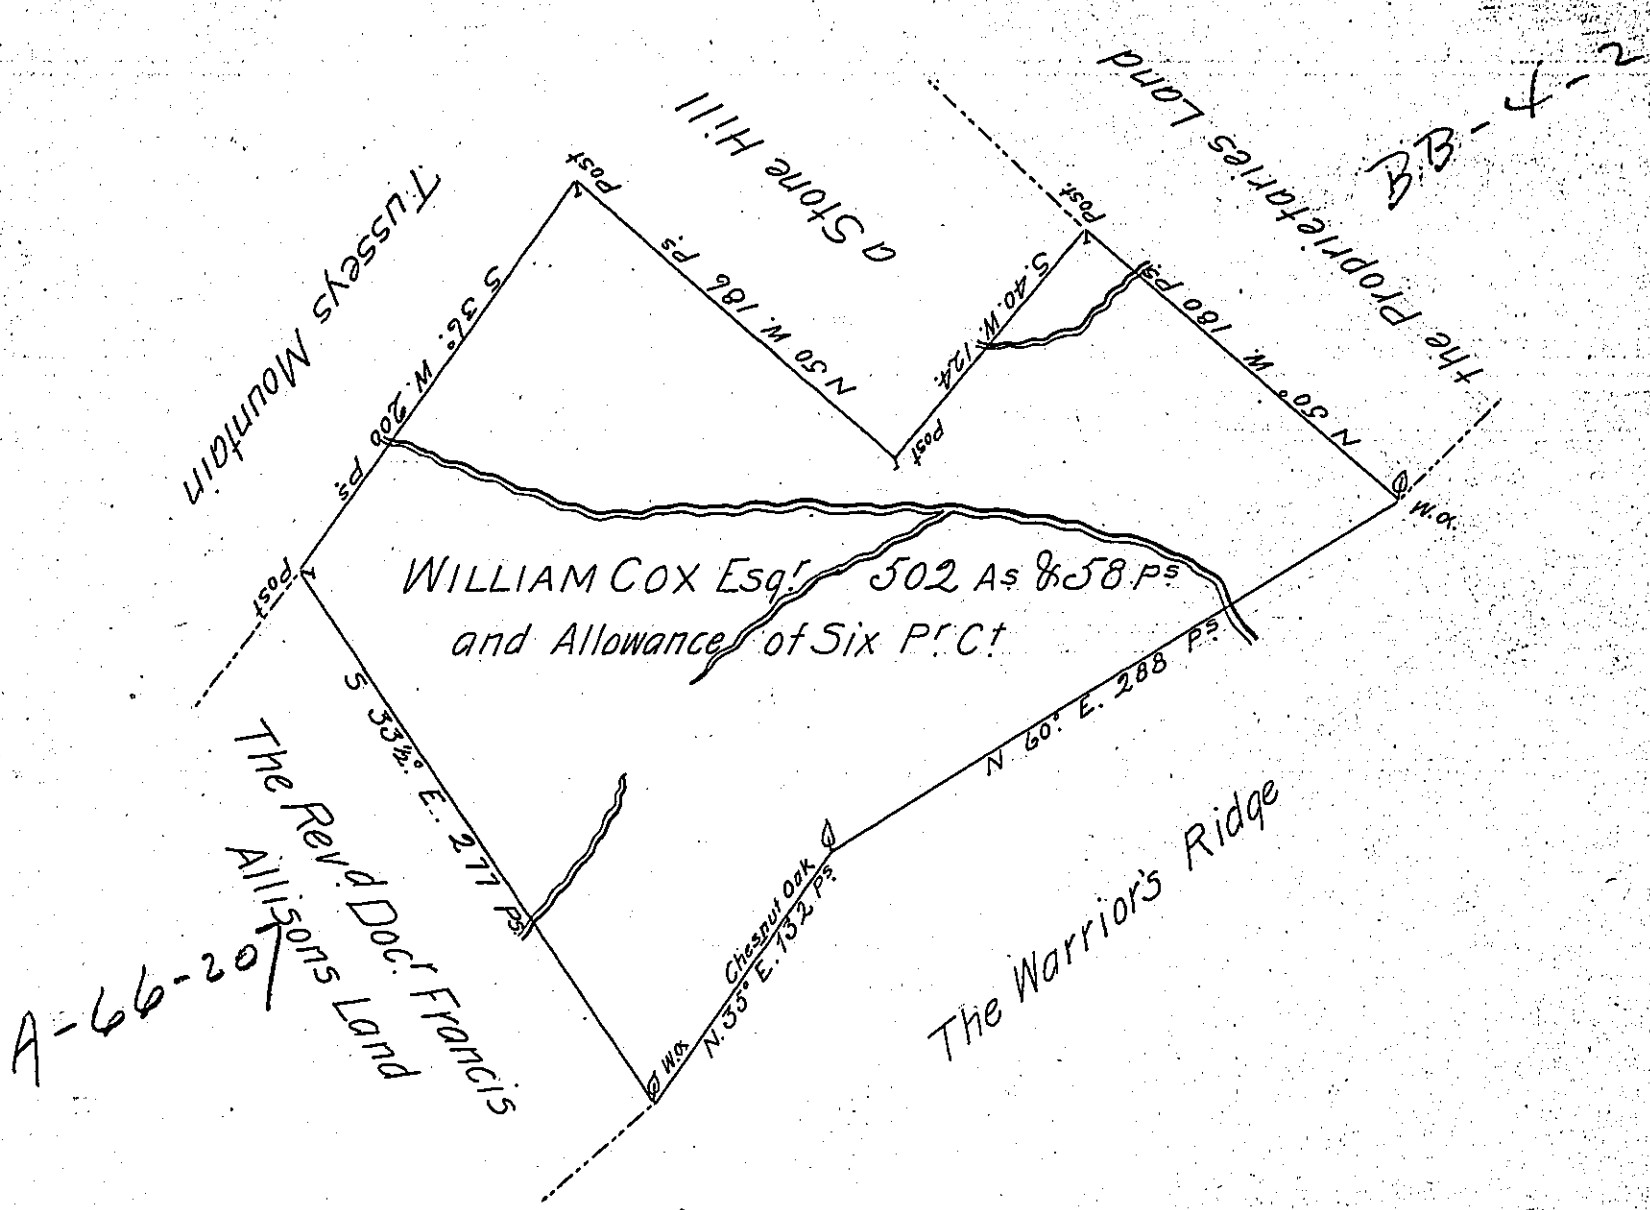 BB-4-2
the Proprietaries Land
a Stone Hill
Tusseys Mountain
Post
Post.
S 36° W. 200 Ps.
N 50 W. 186 Ps.
S. 40. W. 124.
N 50° W. 180 Ps.
Post
Post
WILLIAM COX Esqr. 502 As & 58 Ps
and Allowance of Six Pr. Ct
S 33½° E. 277 Ps
N 60° E. 288 Ps
Chesnut Oak
N. 35° E. 132 Ps
W.O.
The Revd. Docr. Francis
Allisons Land
The Warrior's Ridge
A-66-207